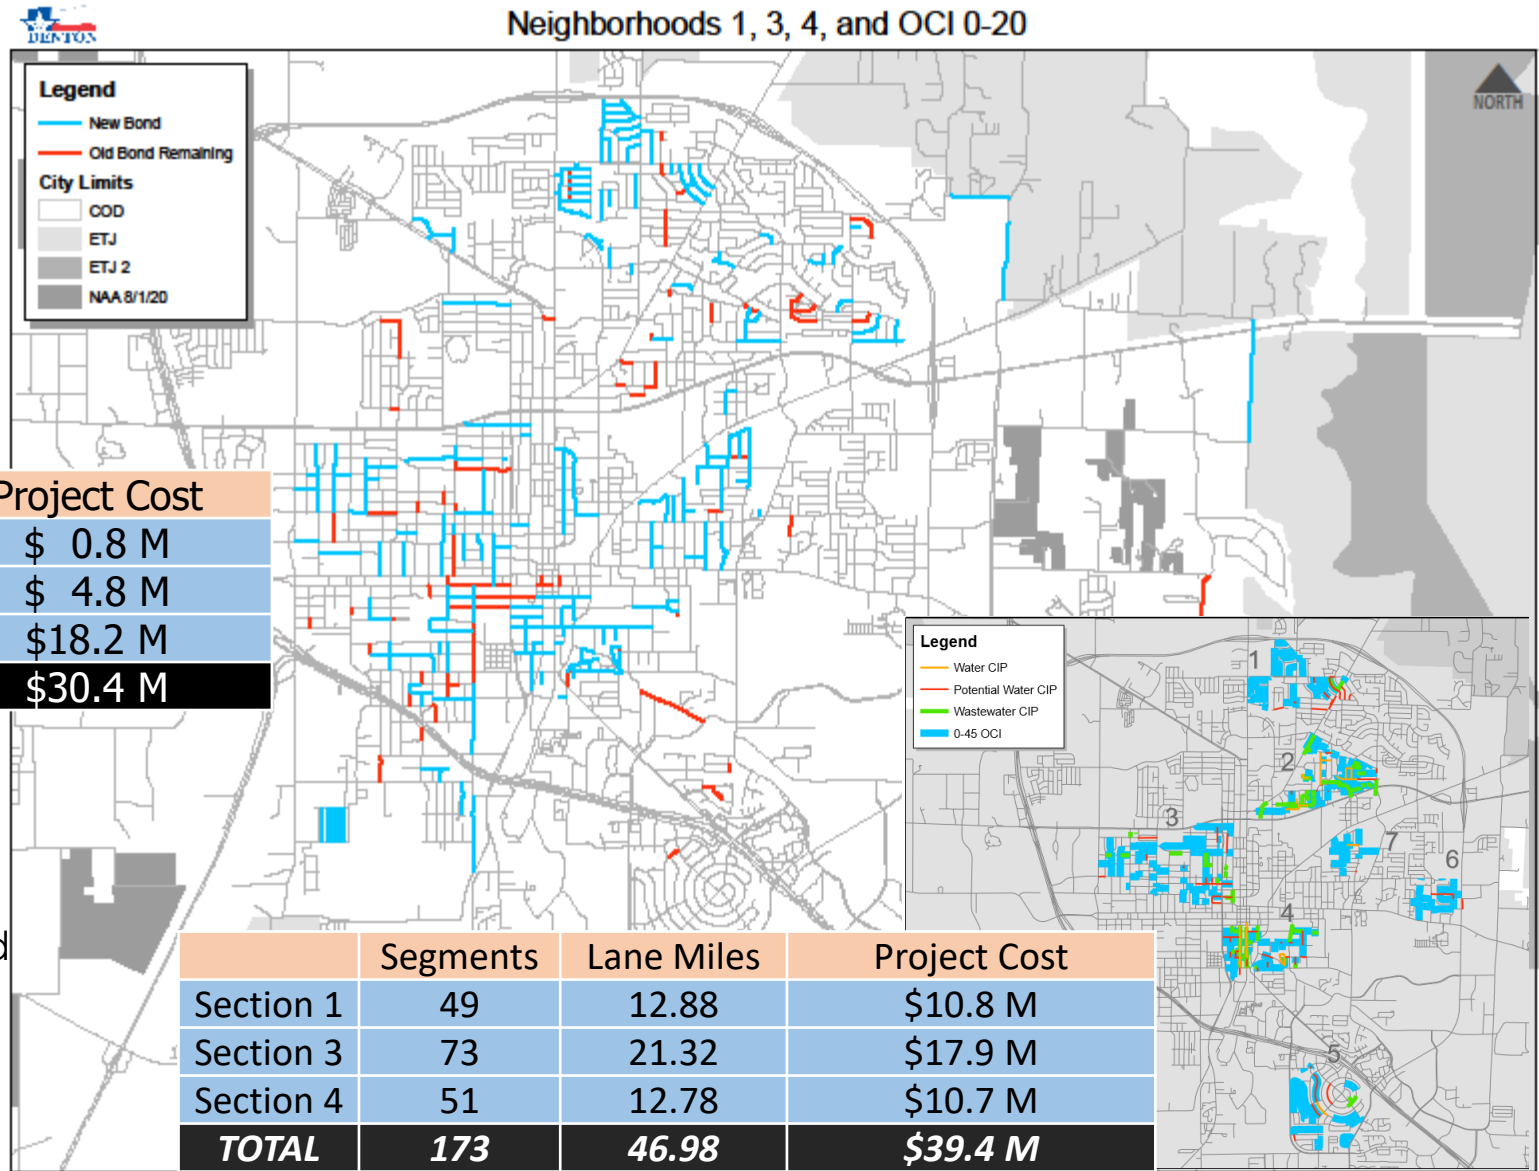 DENTON
Neighborhoods 1, 3, 4, and OCI 0-20
Legend
New Bond
Old Bond Remaining
City Limits
COD
ETJ
ETJ 2
NAA 8/1/20
NORTH
Project Cost
$ 0.8 M
$ 4.8 M
$18.2 M
$30.4 M
Legend
Water CIP
Potential Water CIP
Wastewater CIP
0-45 OCI
1
2
3
7
6
4
5
d
Segments Lane Miles Project Cost
Section 1 49 12.88 $10.8 M
Section 3 73 21.32 $17.9 M
Section 4 51 12.78 $10.7 M
TOTAL 173 46.98 $39.4 M